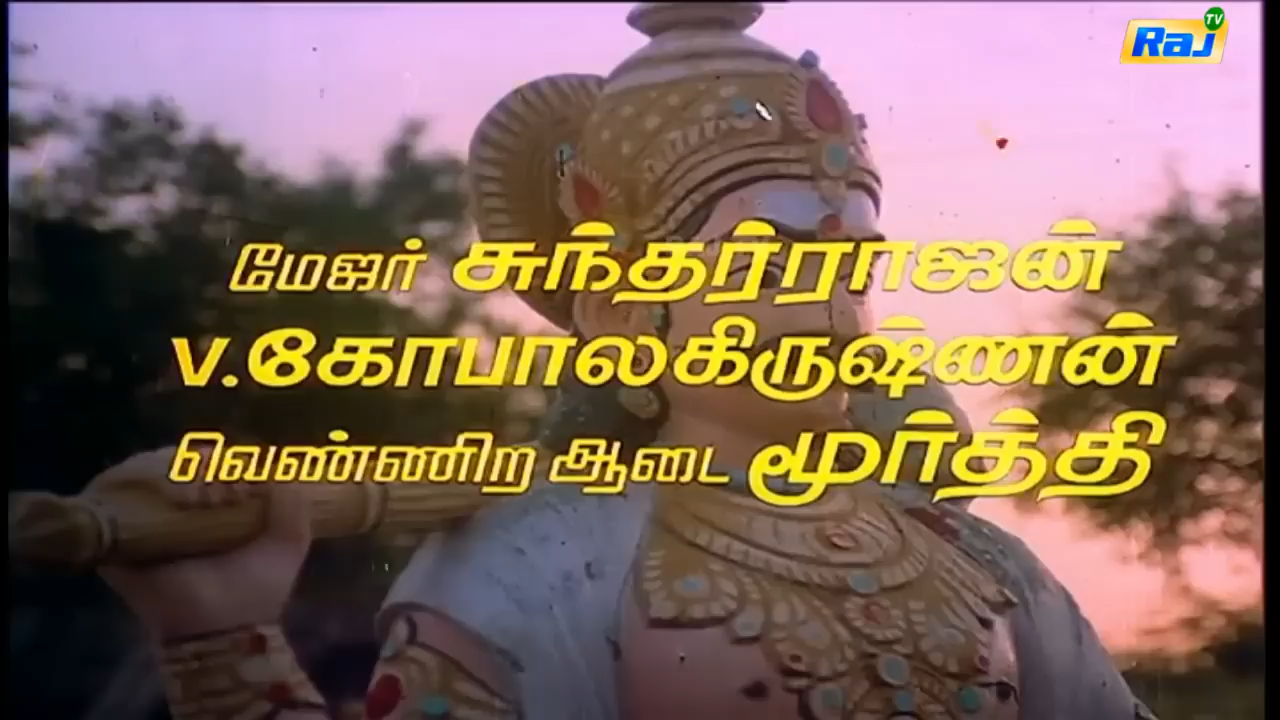 Raj TV
மேஜர் சுந்தர்ராஜன்
V.கோபாலகிருஷ்ணன்
வெண்ணிற ஆடை மூர்த்தி